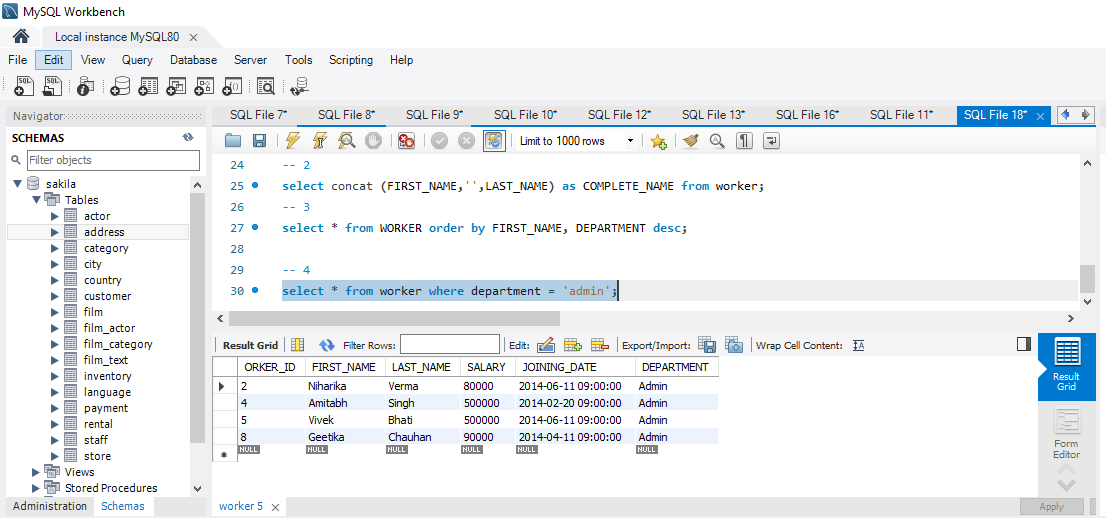 MySQL Workbench
Local instance MySQL80
File Edit View Query Database Server Tools Scripting Help
Navigator
SCHEMAS
Filter objects
sakila
Tables
actor
address
category
city
country
customer
film
film_actor
film_category
film_text
inventory
language
payment
rental
staff
store
Views
Stored Procedures
Administration Schemas
SQL File 7* SQL File 8* SQL File 9* SQL File 10* SQL File 12* SQL File 13* SQL File 16* SQL File 11* SQL File 18*
Limit to 1000 rows
24 -- 2
25 select concat (FIRST_NAME,'',LAST_NAME) as COMPLETE_NAME from worker;
26 -- 3
27 select * from WORKER order by FIRST_NAME, DEPARTMENT desc;
28
29 -- 4
30 select * from worker where department = 'admin';
Result Grid Filter Rows: Edit: Export/Import: Wrap Cell Content:
ORKER_ID FIRST_NAME LAST_NAME SALARY JOINING_DATE DEPARTMENT
2 Niharika Verma 80000 2014-06-11 09:00:00 Admin
4 Amitabh Singh 500000 2014-02-20 09:00:00 Admin
5 Vivek Bhati 500000 2014-06-11 09:00:00 Admin
8 Geetika Chauhan 90000 2014-04-11 09:00:00 Admin
NULL NULL NULL NULL NULL NULL
Result
Grid
Form
Editor
worker 5
Apply